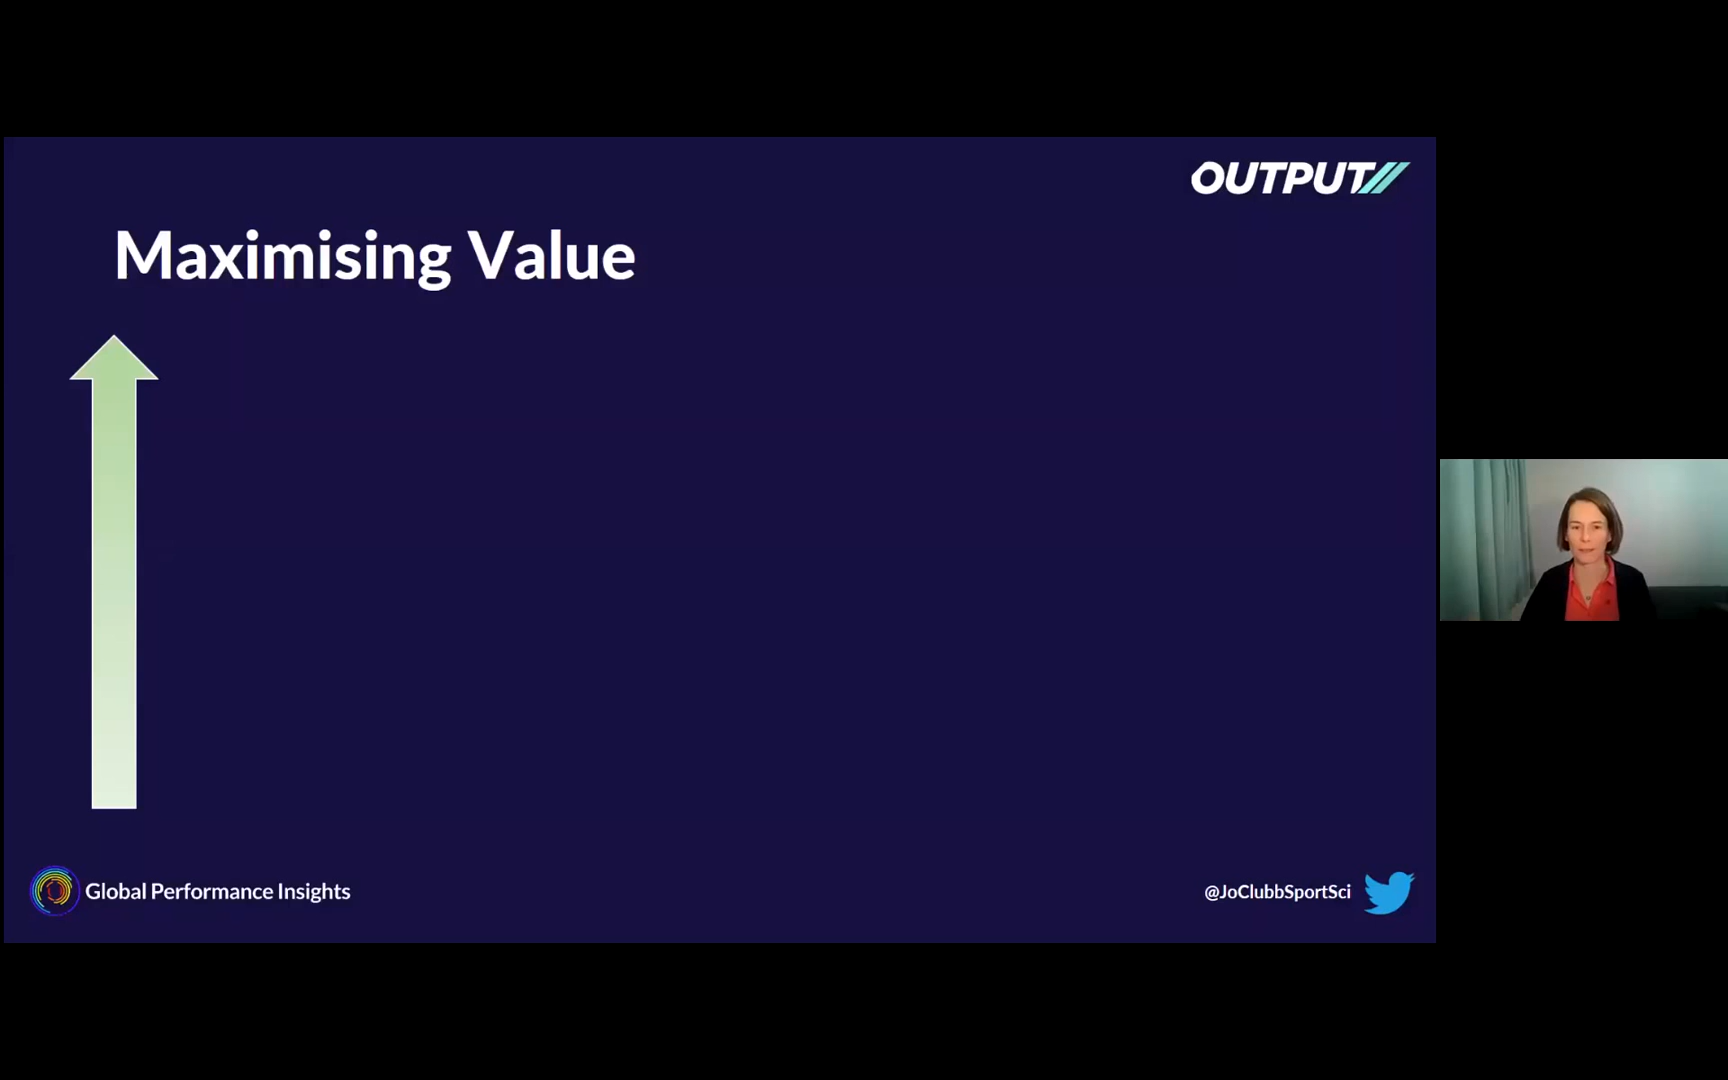 OUTPUT
Maximising Value
Global Performance Insights
@JoClubbSportSci